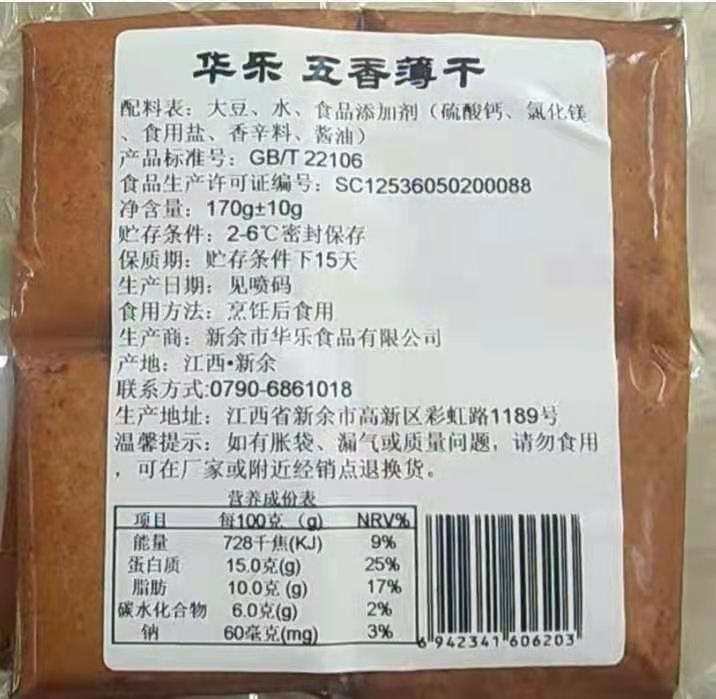 华乐 五香薄干
配料表：大豆、水、食品添加剂（硫酸钙、氯化镁
、食用盐、香辛料、酱油）
产品标准号：GB/T 22106
食品生产许可证编号：SC12536050200088
净含量：170g±10g
贮存条件：2-6℃密封保存
保质期：贮存条件下15天
生产日期：见喷码
食用方法：烹饪后食用
生产商：新余市华乐食品有限公司
产地：江西•新余
联系方式:0790-6861018
生产地址：江西省新余市高新区彩虹路1189号
温馨提示：如有胀袋、漏气或质量问题，请勿食用
，可在厂家或附近经销点退换货。
营养成份表
项目 每100克（g） NRV%
能量 728千焦(KJ) 9%
蛋白质 15.0克(g) 25%
脂肪 10.0克 (g) 17%
碳水化合物 6.0克(g) 2%
钠 60毫克(mg) 3%
6 942341 606203